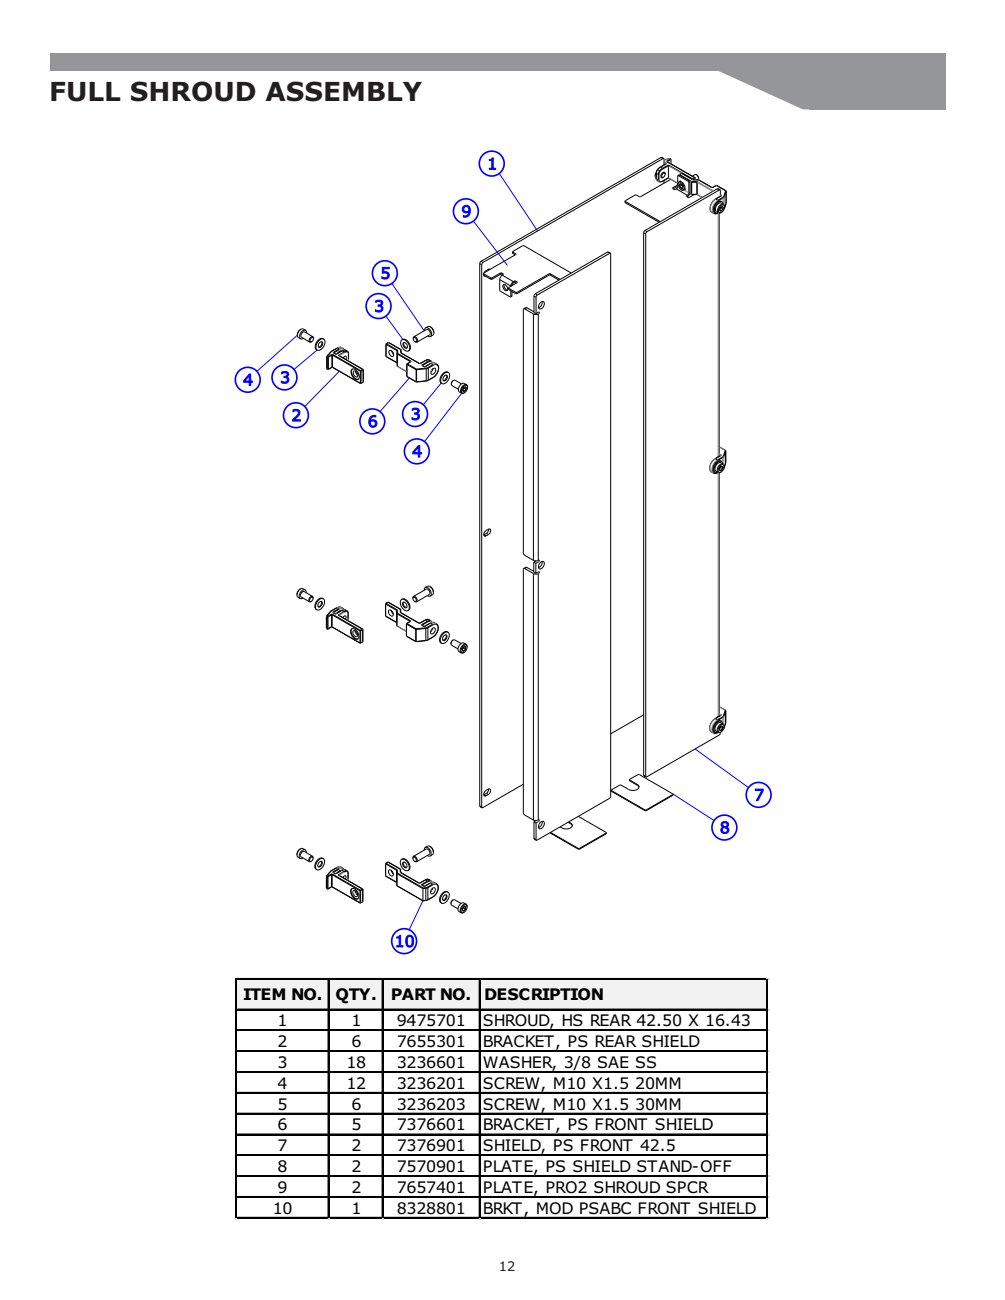 FULL SHROUD ASSEMBLY
1
9
5
3
4
3
2
6
3
4
7
8
10
ITEM NO. QTY. PART NO. DESCRIPTION
1 1 9475701 SHROUD, HS REAR 42.50 X 16.43
2 6 7655301 BRACKET, PS REAR SHIELD
3 18 3236601 WASHER, 3/8 SAE SS
4 12 3236201 SCREW, M10 X1.5 20MM
5 6 3236203 SCREW, M10 X1.5 30MM
6 5 7376601 BRACKET, PS FRONT SHIELD
7 2 7376901 SHIELD, PS FRONT 42.5
8 2 7570901 PLATE, PS SHIELD STAND-OFF
9 2 7657401 PLATE, PRO2 SHROUD SPCR
10 1 8328801 BRKT, MOD PSABC FRONT SHIELD
12